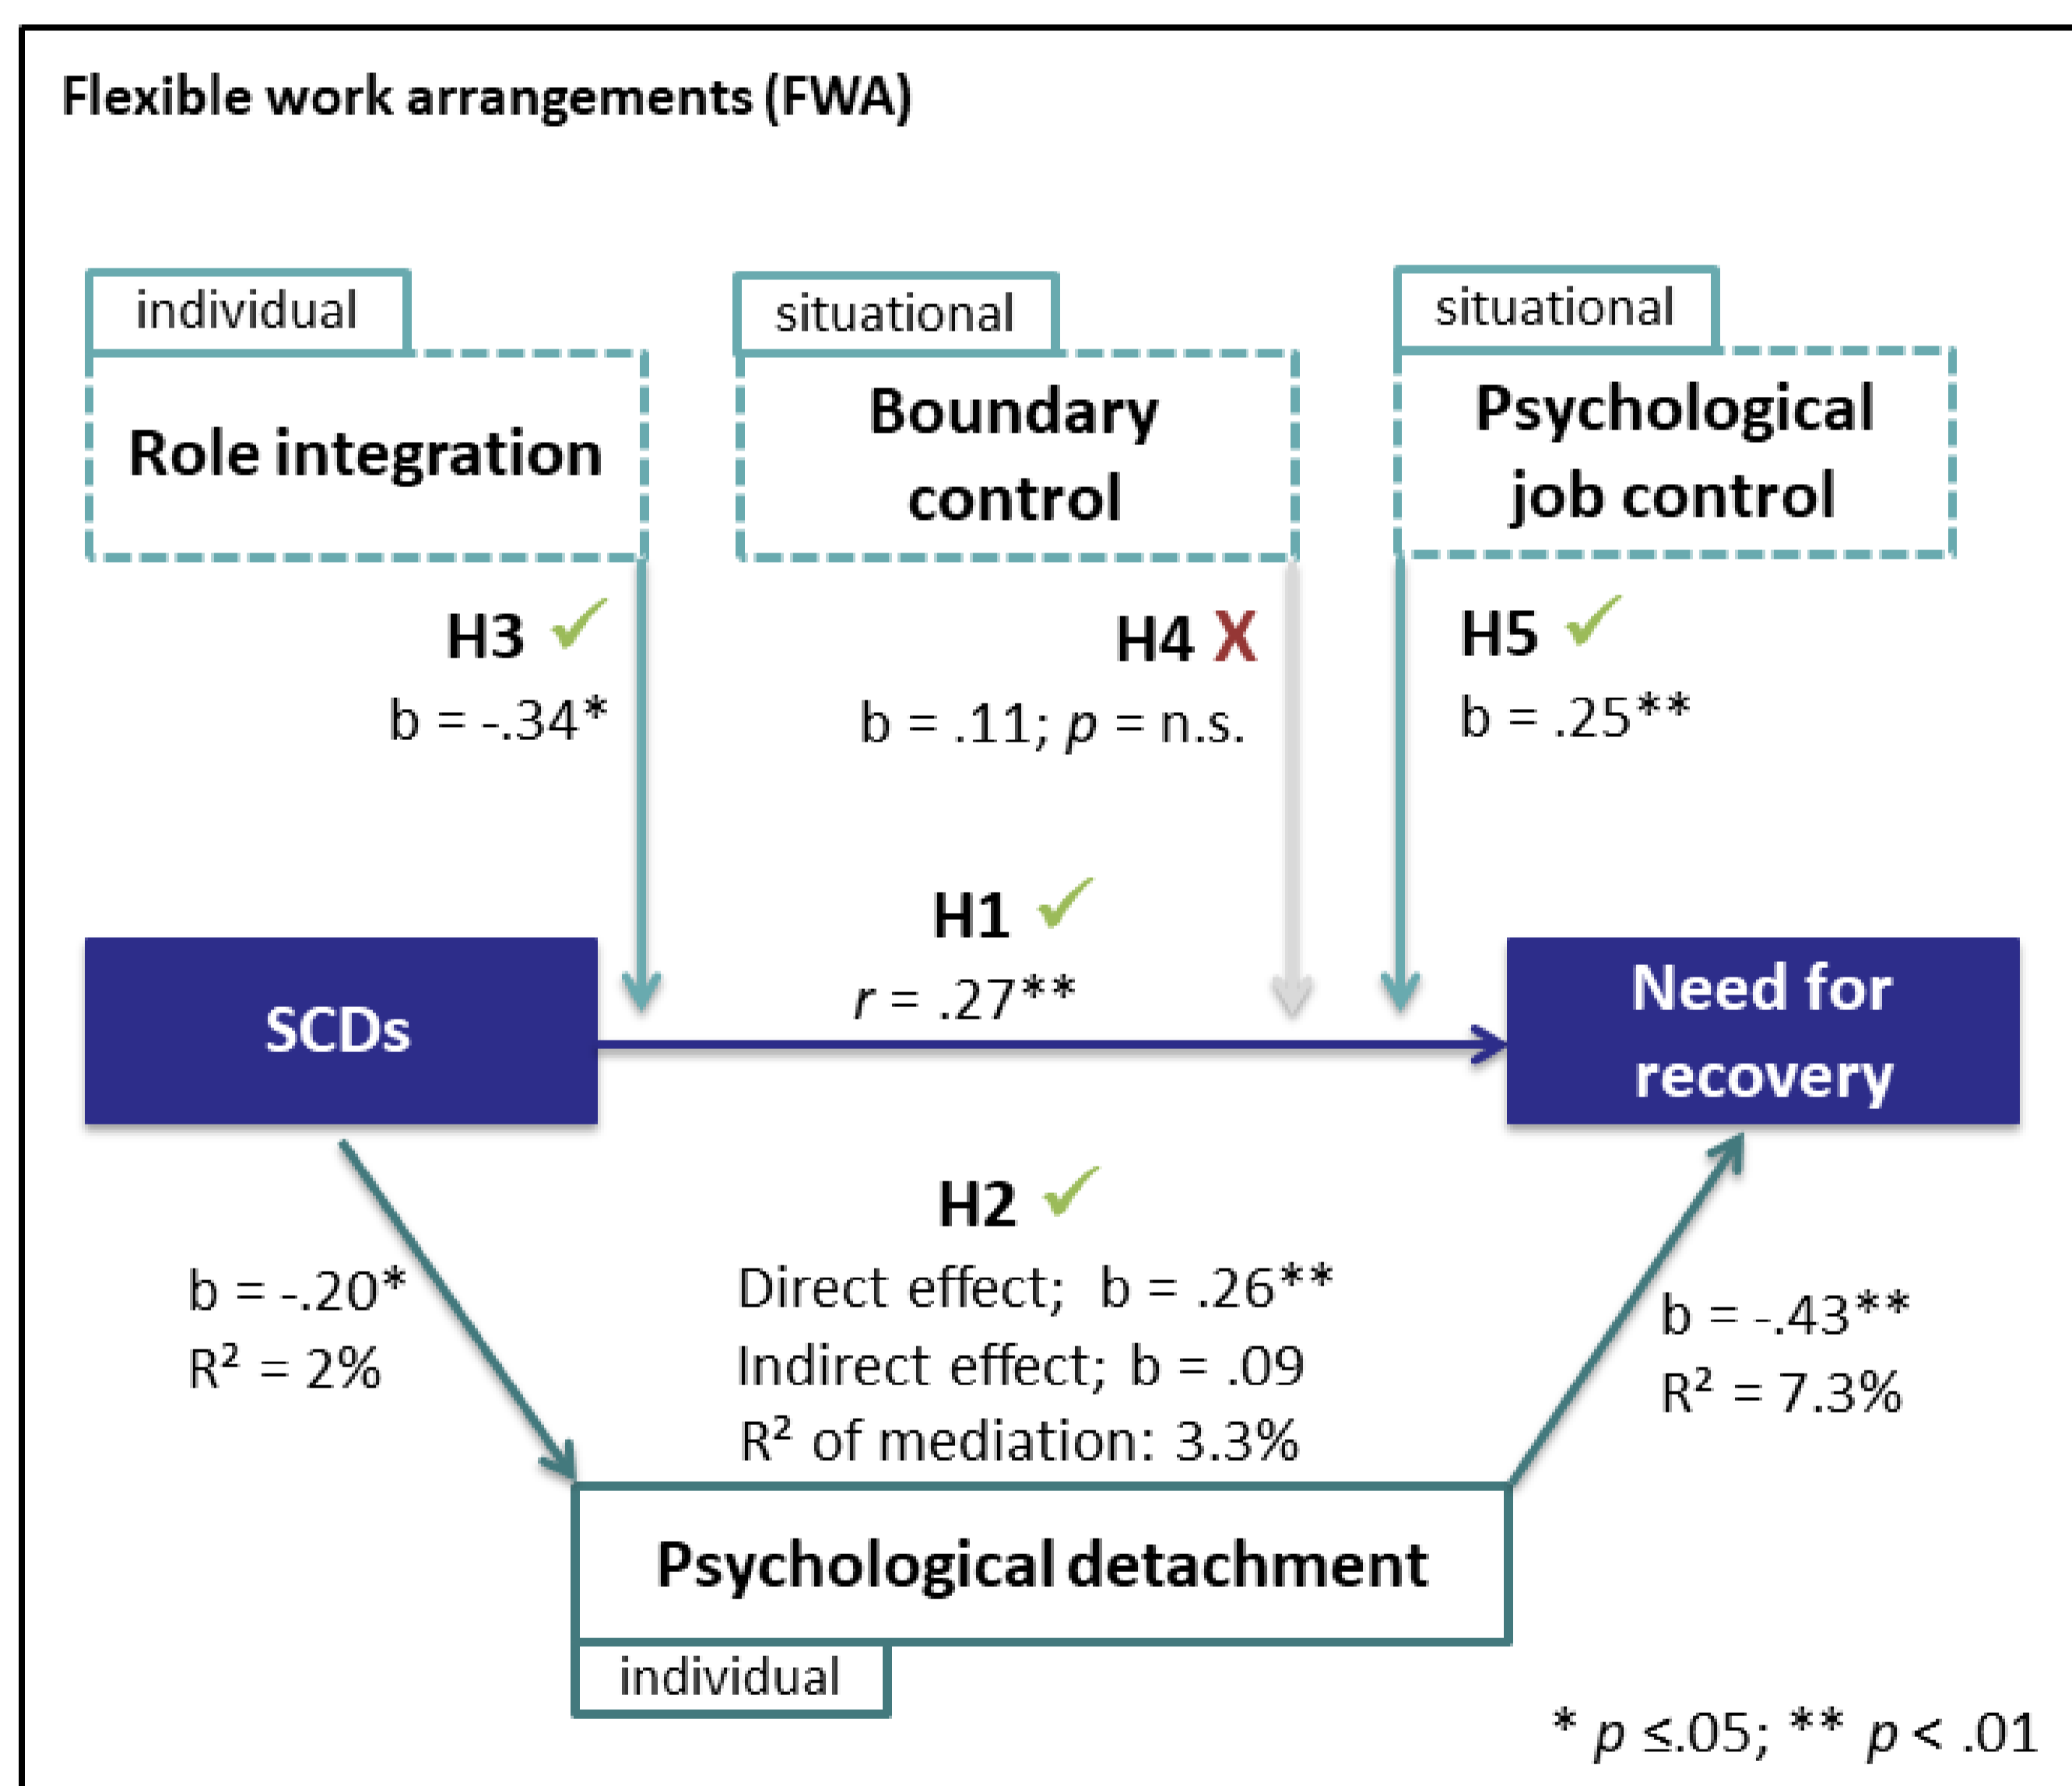 Flexible work arrangements (FWA)
individual
Role integration
situational
Boundary
control
situational
Psychological
job control
H3 ✓
b = -.34*
H4 X
b = .11; p = n.s.
H5 ✓
b = .25**
H1 ✓
r = .27**
SCDs
Need for
recovery
H2 ✓
Direct effect; b = .26**
Indirect effect; b = .09
R² of mediation: 3.3%
b = -.20*
R² = 2%
b = -.43**
R² = 7.3%
Psychological detachment
individual
* p ≤.05; ** p < .01